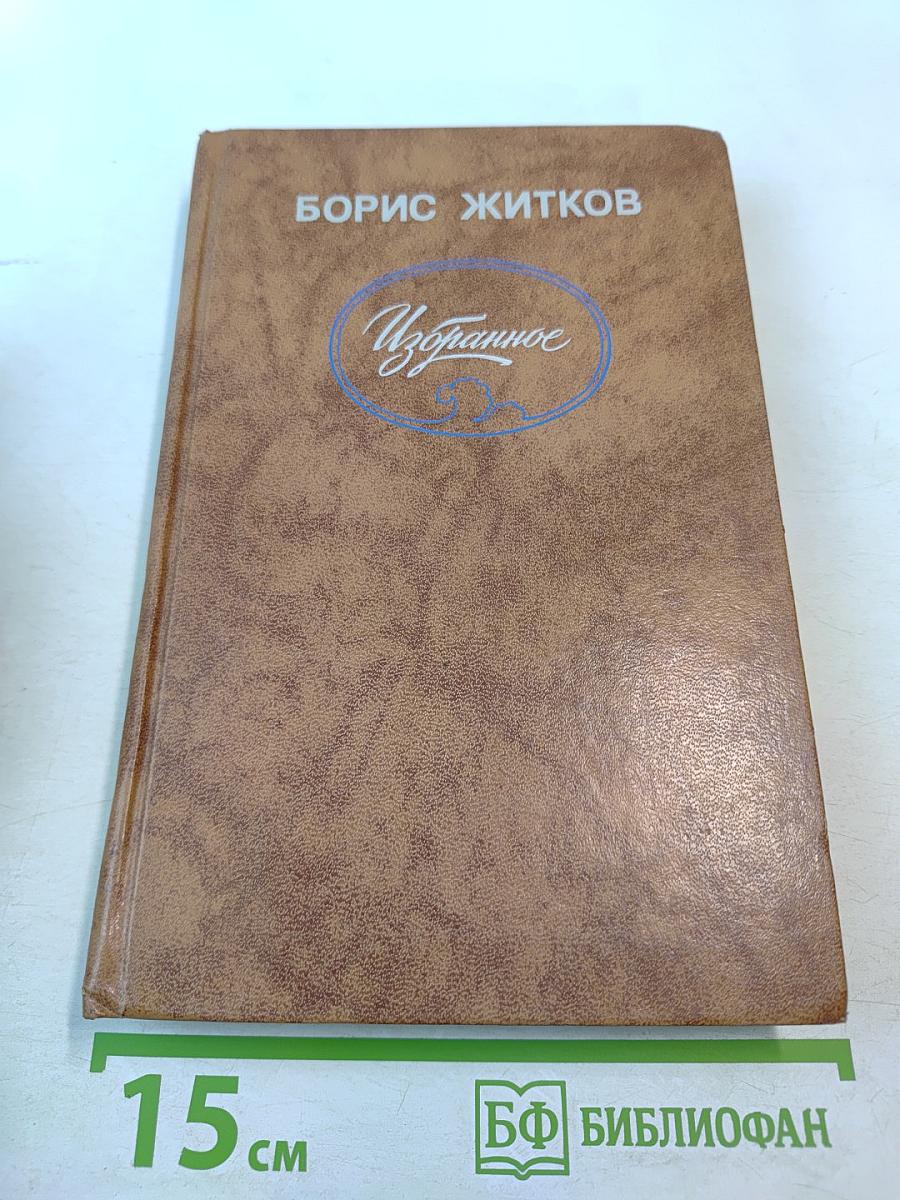 БОРИС ЖИТКОВ
Избранное
15 см
БФ БИБЛИОФАН